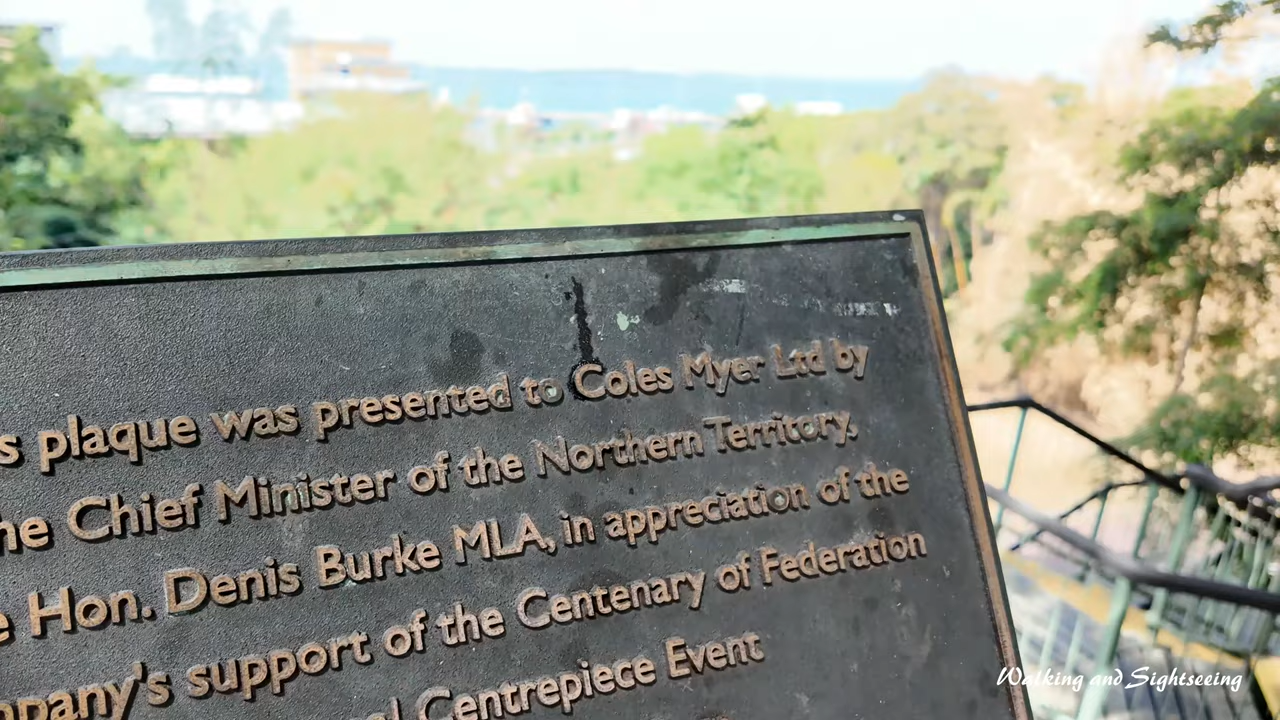 s plaque was presented to Coles Myer Ltd by
he Chief Minister of the Northern Territory,
e Hon. Denis Burke MLA, in appreciation of the
mpany's support of the Centenary of Federation
l Centrepiece Event
Walking and Sightseeing